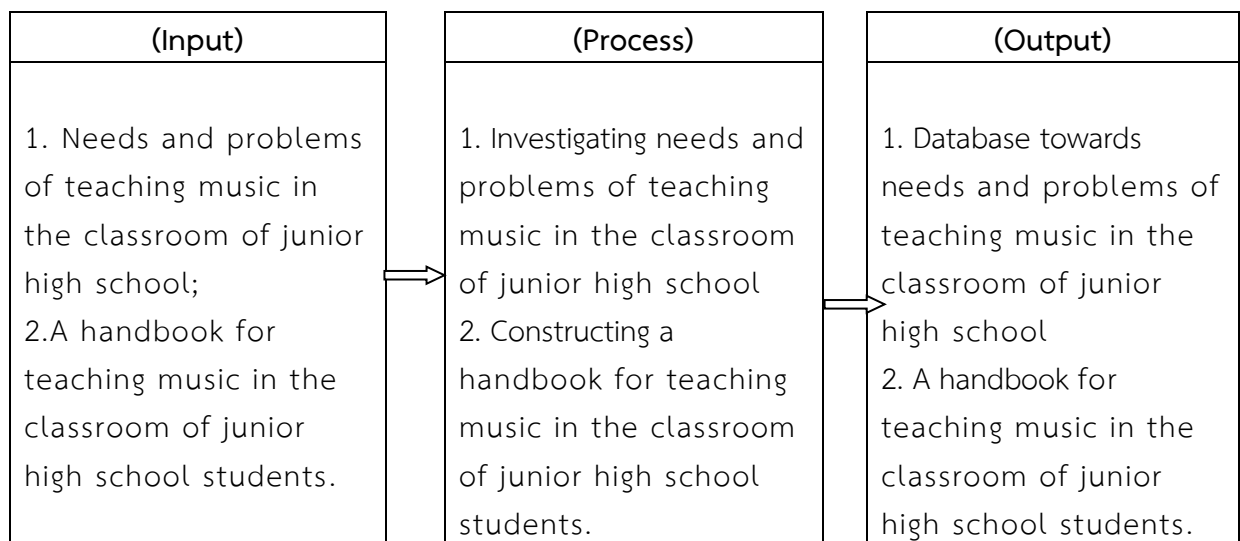 (Input)
1. Needs and problems
of teaching music in
the classroom of junior
high school;
2.A handbook for
teaching music in the
classroom of junior
high school students.
(Process)
1. Investigating needs and
problems of teaching
music in the classroom
of junior high school
2. Constructing a
handbook for teaching
music in the classroom
of junior high school
students.
(Output)
1. Database towards
needs and problems of
teaching music in the
classroom of junior
high school
2. A handbook for
teaching music in the
classroom of junior
high school students.